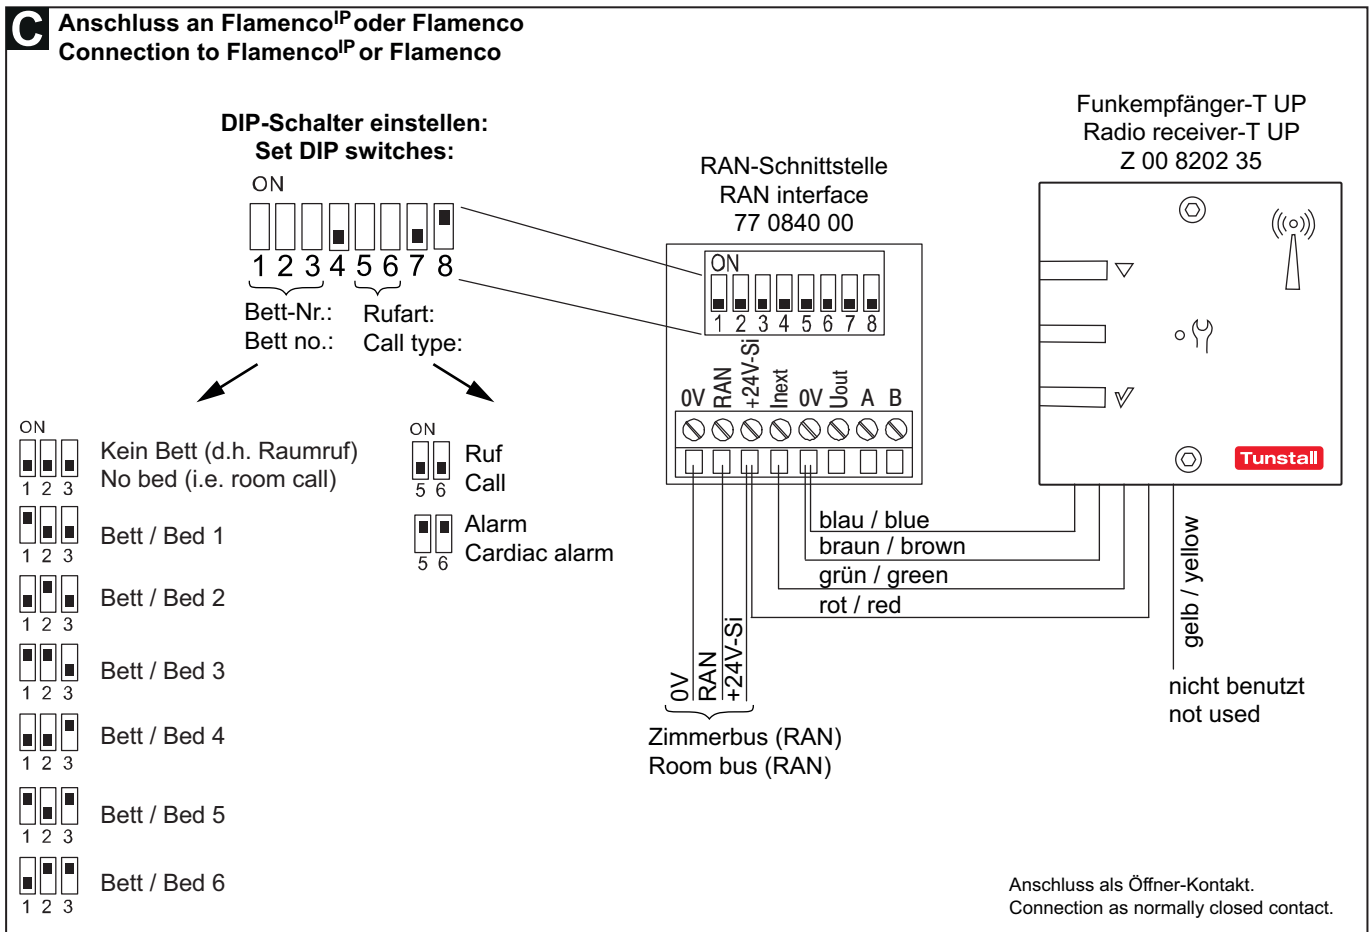 C
Anschluss an FlamencoIP oder Flamenco
Connection to FlamencoIP or Flamenco
DIP-Schalter einstellen:
Set DIP switches:
ON
1 2 3 4 5 6 7 8
Bett-Nr.:
Bett no.:
Rufart:
Call type:
ON
1 2 3
Kein Bett (d.h. Raumruf)
No bed (i.e. room call)
1 2 3
Bett / Bed 1
1 2 3
Bett / Bed 2
1 2 3
Bett / Bed 3
1 2 3
Bett / Bed 4
1 2 3
Bett / Bed 5
1 2 3
Bett / Bed 6
ON
5 6
Ruf
Call
5 6
Alarm
Cardiac alarm
RAN-Schnittstelle
RAN interface
77 0840 00
ON
1 2 3 4 5 6 7 8
0V RAN +24V-Si Inext 0V Uout A B
Funkempfänger-T UP
Radio receiver-T UP
Z 00 8202 35
Tunstall
blau / blue
braun / brown
grün / green
rot / red
gelb / yellow
nicht benutzt
not used
0V
RAN
+24V-Si
Zimmerbus (RAN)
Room bus (RAN)
Anschluss als Öffner-Kontakt.
Connection as normally closed contact.